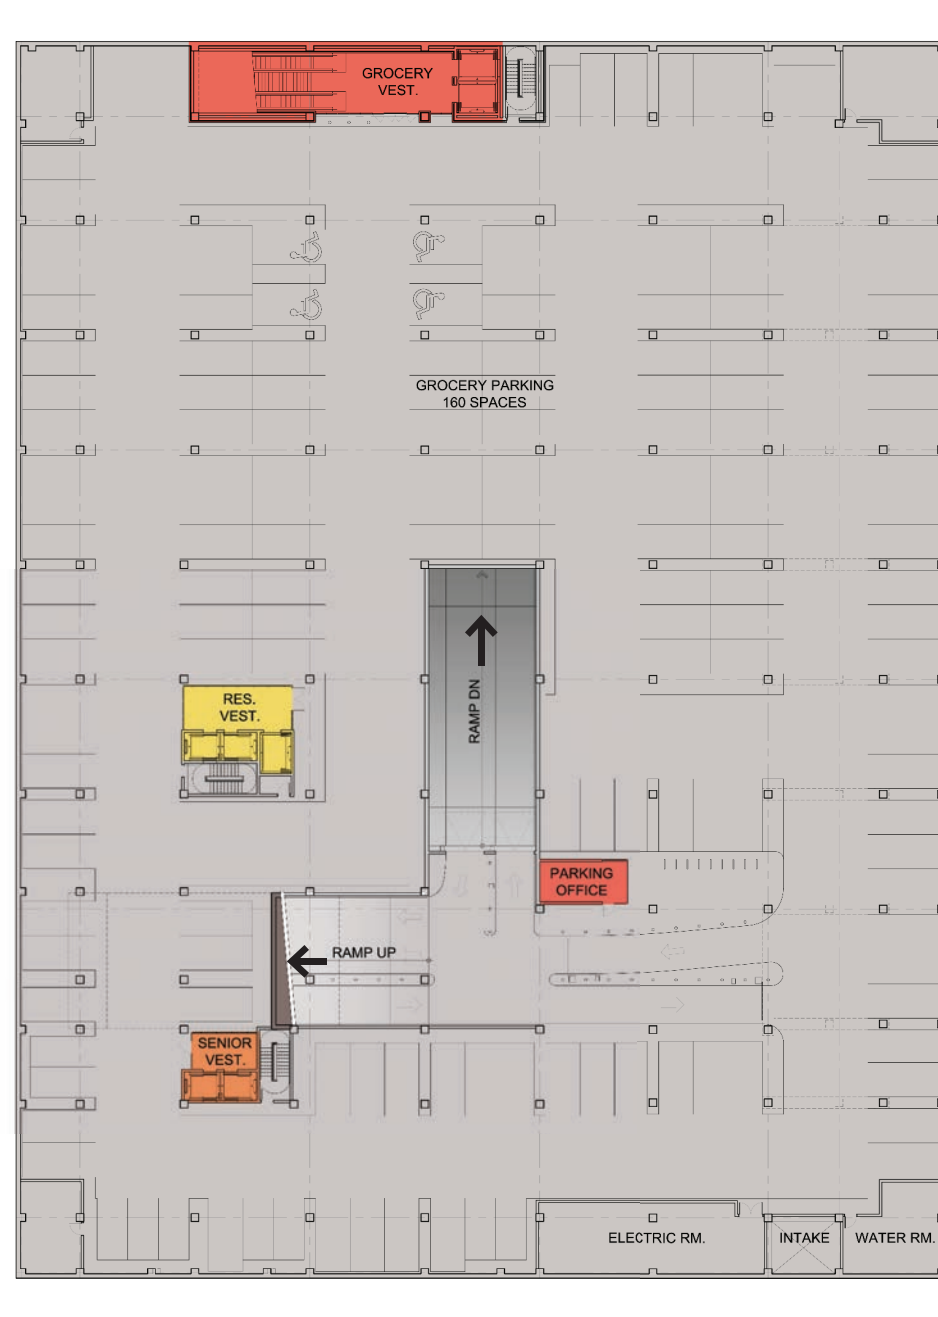 GROCERY
VEST.
GROCERY PARKING
160 SPACES
RAMP DN
RES.
VEST.
PARKING
OFFICE
RAMP UP
SENIOR
VEST.
ELECTRIC RM.
INTAKE
WATER RM.